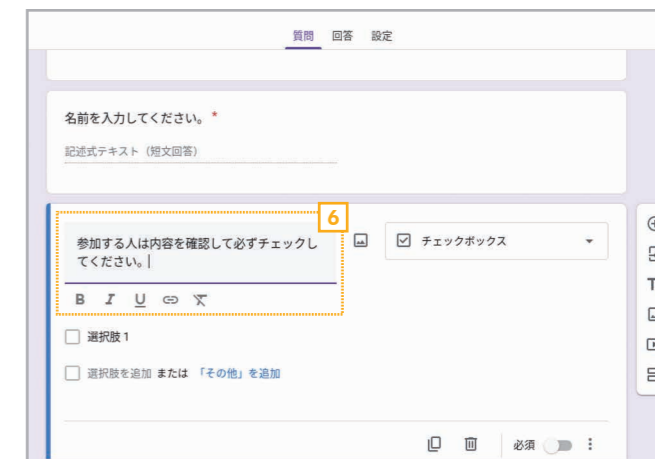 質問 回答 設定
名前を入力してください。 *
記述式テキスト（短文回答）
6
参加する人は内容を確認して必ずチェックし
てください。
チェックボックス
B I U
選択肢 1
選択肢を追加 または 「その他」を追加
必須